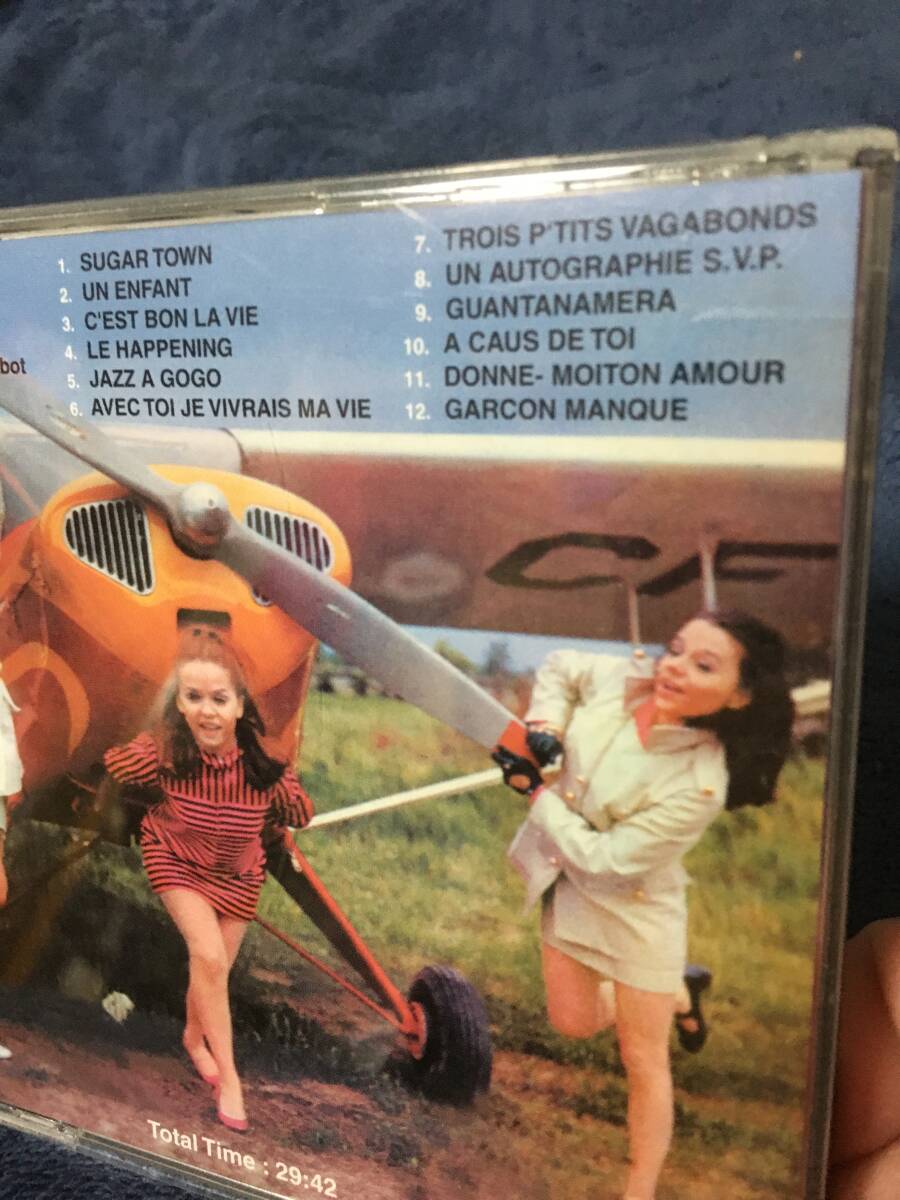 bot
1. SUGAR TOWN
2. UN ENFANT
3. C'EST BON LA VIE
4. LE HAPPENING
5. JAZZ A GOGO
6. AVEC TOI JE VIVRAIS MA VIE
7. TROIS P'TITS VAGABONDS
8. UN AUTOGRAPHIE S.V.P.
9. GUANTANAMERA
10. A CAUS DE TOI
11. DONNE- MOITON AMOUR
12. GARCON MANQUE
CF
Total Time : 29:42